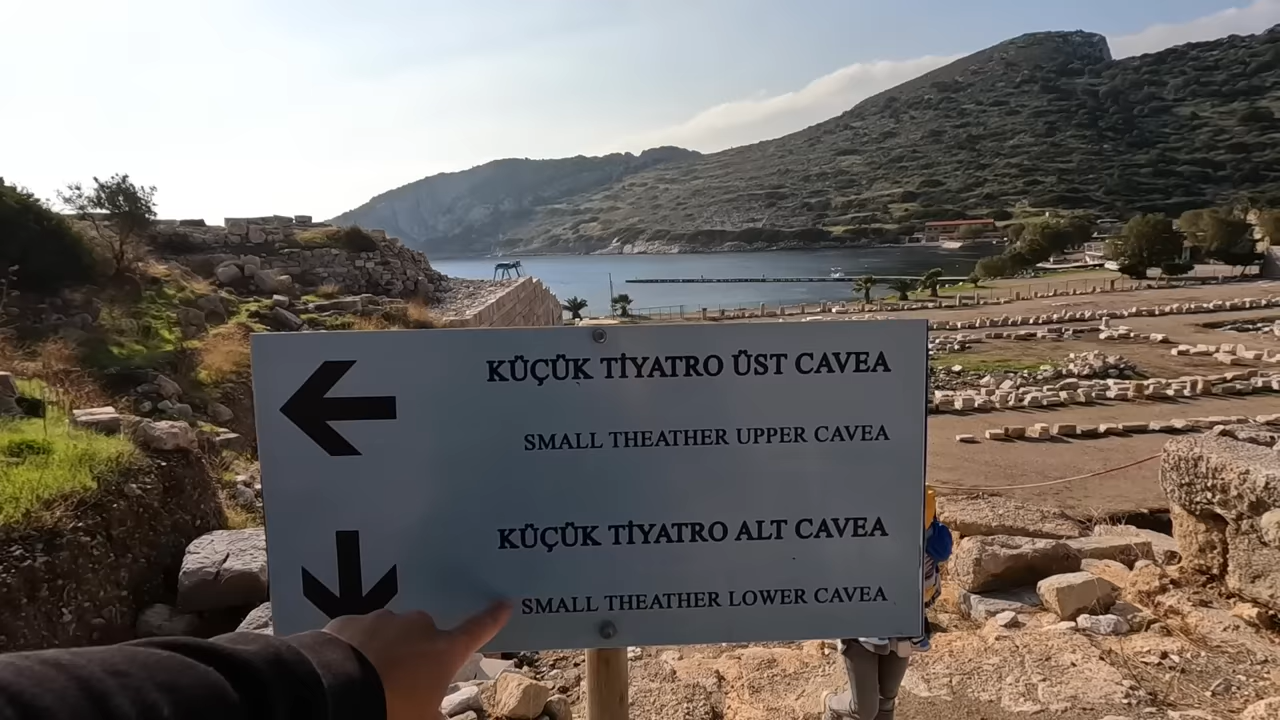 KÜÇÜK TİYATRO ÜST CAVEA
SMALL THEATHER UPPER CAVEA
KÜÇÜK TİYATRO ALT CAVEA
SMALL THEATHER LOWER CAVEA